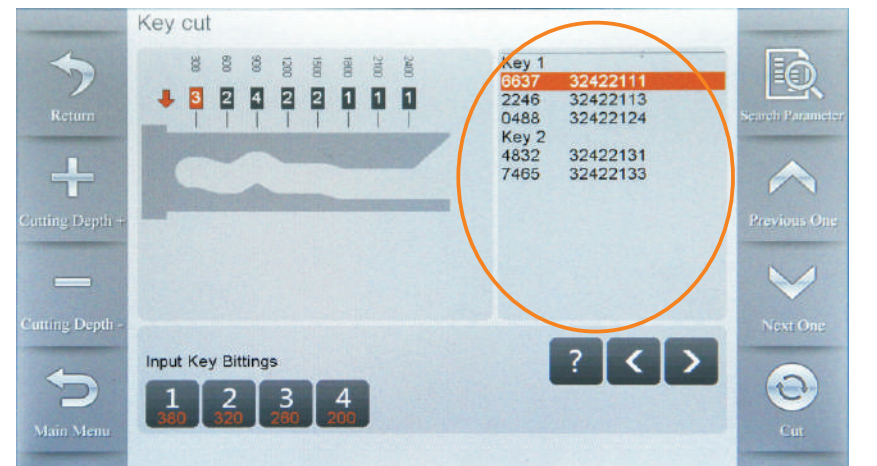 Key cut
Return
Cutting Depth +
Cutting Depth -
Main Menu
300 600 900 1200 1500 1800 2100 2400
3 2 4 2 2 1 1 1
Key 1
6637 32422111
2246 32422113
0488 32422124
Key 2
4832 32422131
7465 32422133
Input Key Bittings
1 2 3 4
380 320 260 200
? < >
Search Parameter
Previous One
Next One
Cut